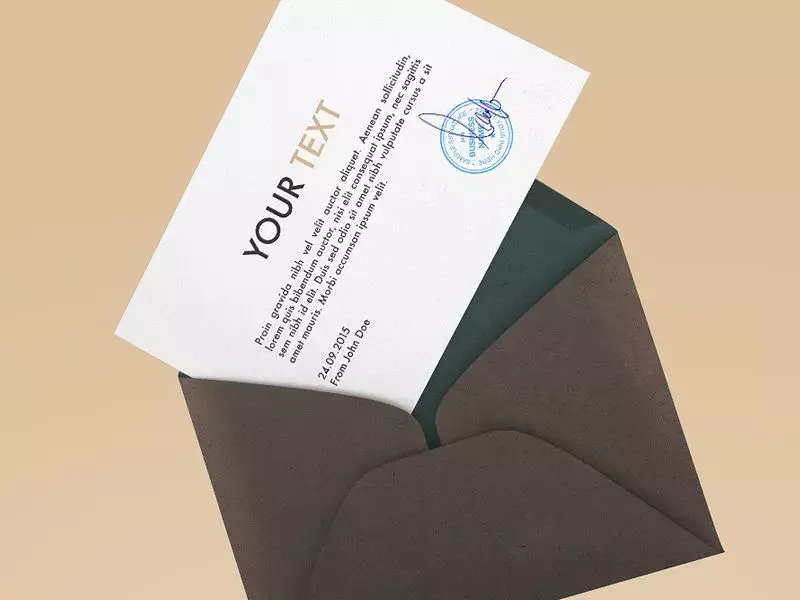 YOUR TEXT
Proin gravida nibh vel velit auctor aliquet. Aenean sollicitudin,
lorem quis bibendum auctor, nisi elit consequat ipsum, nec sagittis
sem nibh id elit. Duis sed odio sit amet nibh vulputate cursus a sit
amet mauris. Morbi accumsan ipsum velit.
24.09.2015
From John Doe
BUSINESS
SAMPLE
HERE